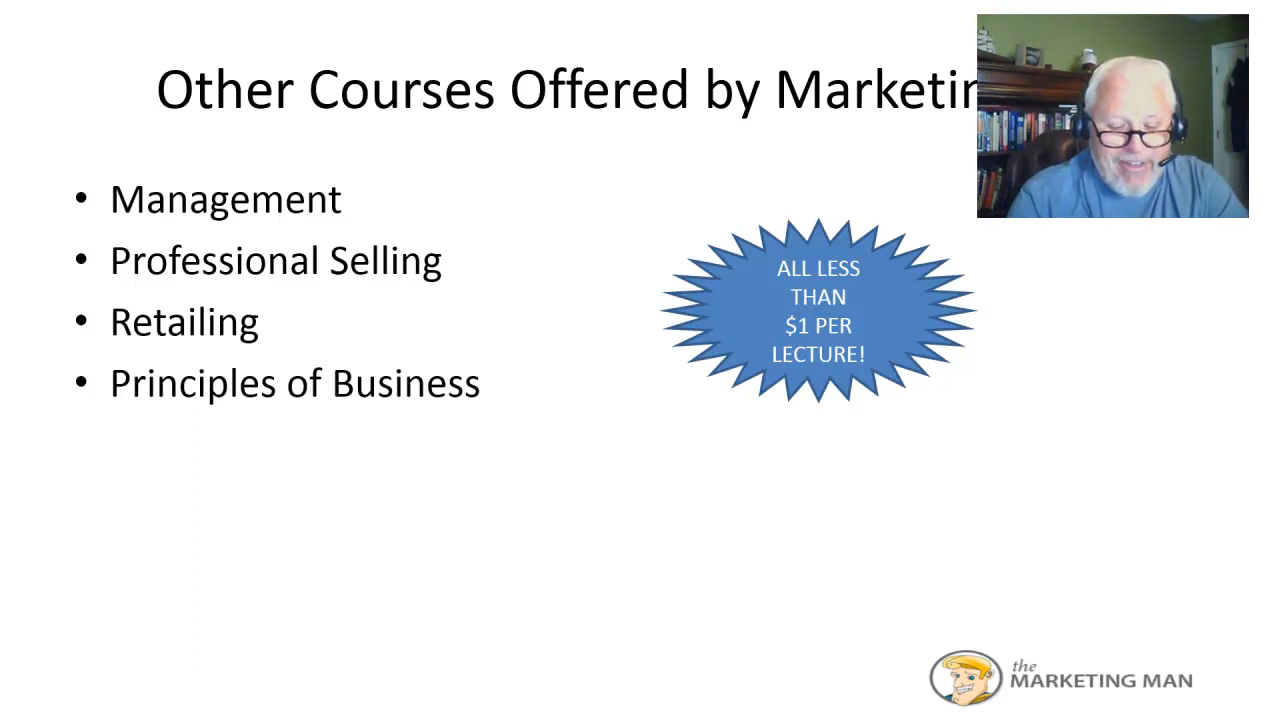 Other Courses Offered by
• Management
• Professional Selling
• Retailing
• Principles of Business
ALL LESS
THAN
$1 PER
LECTURE!
the
MARKETING MAN